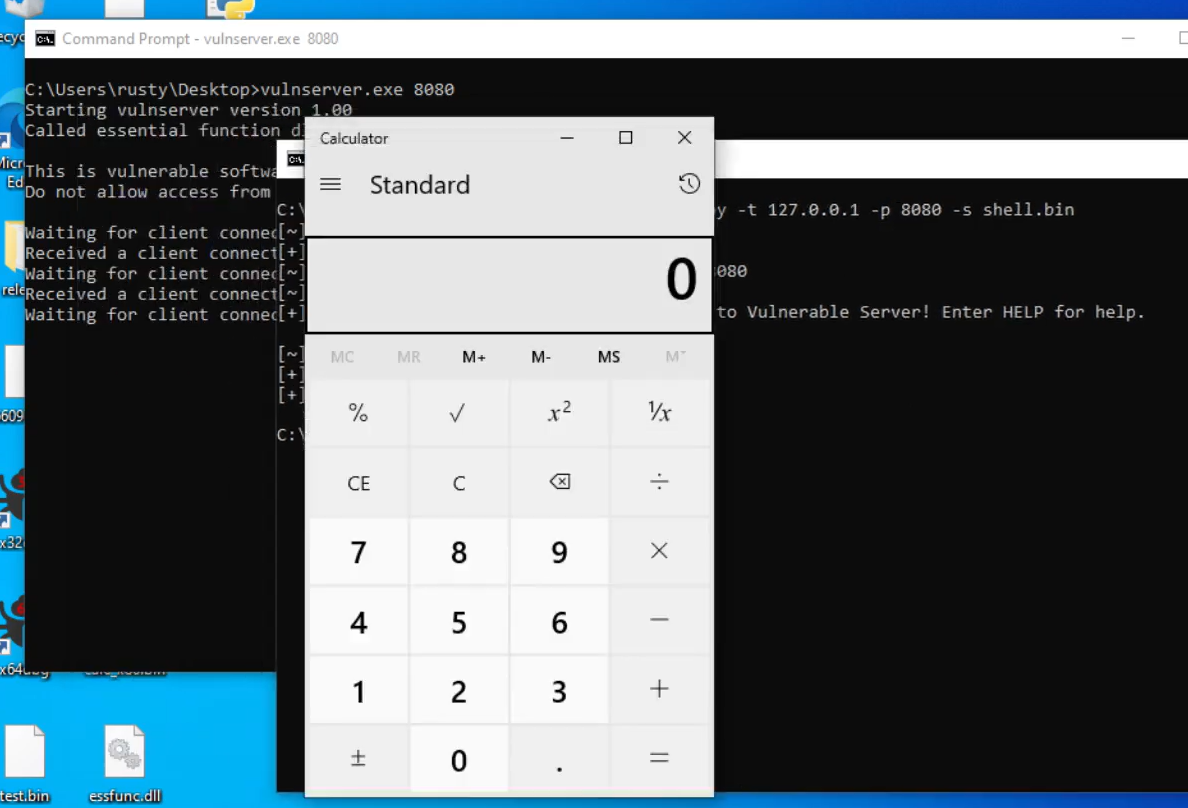 Command Prompt - vulnserver.exe 8080
C:\Users\rusty\Desktop>vulnserver.exe 8080
Starting vulnserver version 1.00
Called essential function d
This is vulnerable softwa
Do not allow access from
Waiting for client connec
Received a client connect
Waiting for client connec
Received a client connect
Waiting for client connec
C:\
y -t 127.0.0.1 -p 8080 -s shell.bin
[~]
[+]
[~]
8080
[~]
[+]
to Vulnerable Server! Enter HELP for help.
[~]
[+]
[+]
C:\
Calculator
Standard
0
MC MR M+ M- MS M˅
% √ x² ¹/x
CE C ⌫ ÷
7 8 9 ×
4 5 6 −
1 2 3 +
± 0 . =
ecyc
Micr
Ed
rele
609
x32
x64dbg
test.bin
essfunc.dll